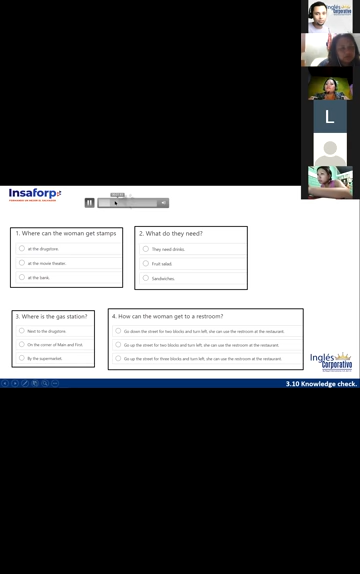 Inglés
Corporativo
L
Insaforp
1. Where can the woman get stamps
at the drugstore.
at the movie theater.
at the bank.
2. What do they need?
They need drinks.
Fruit salad.
Sandwiches.
3. Where is the gas station?
Next to the drugstore
On the corner of Main and First.
By the supermarket.
4. How can the woman get to a restroom?
Go down the street for two blocks and turn left, she can use the restroom at the restaurant.
Go up the street for two blocks and turn left, she can use the restroom at the restaurant.
Go up the street for three blocks and turn left, she can use the restroom at the restaurant.
Inglés
Corporativo
3.10 Knowledge check.